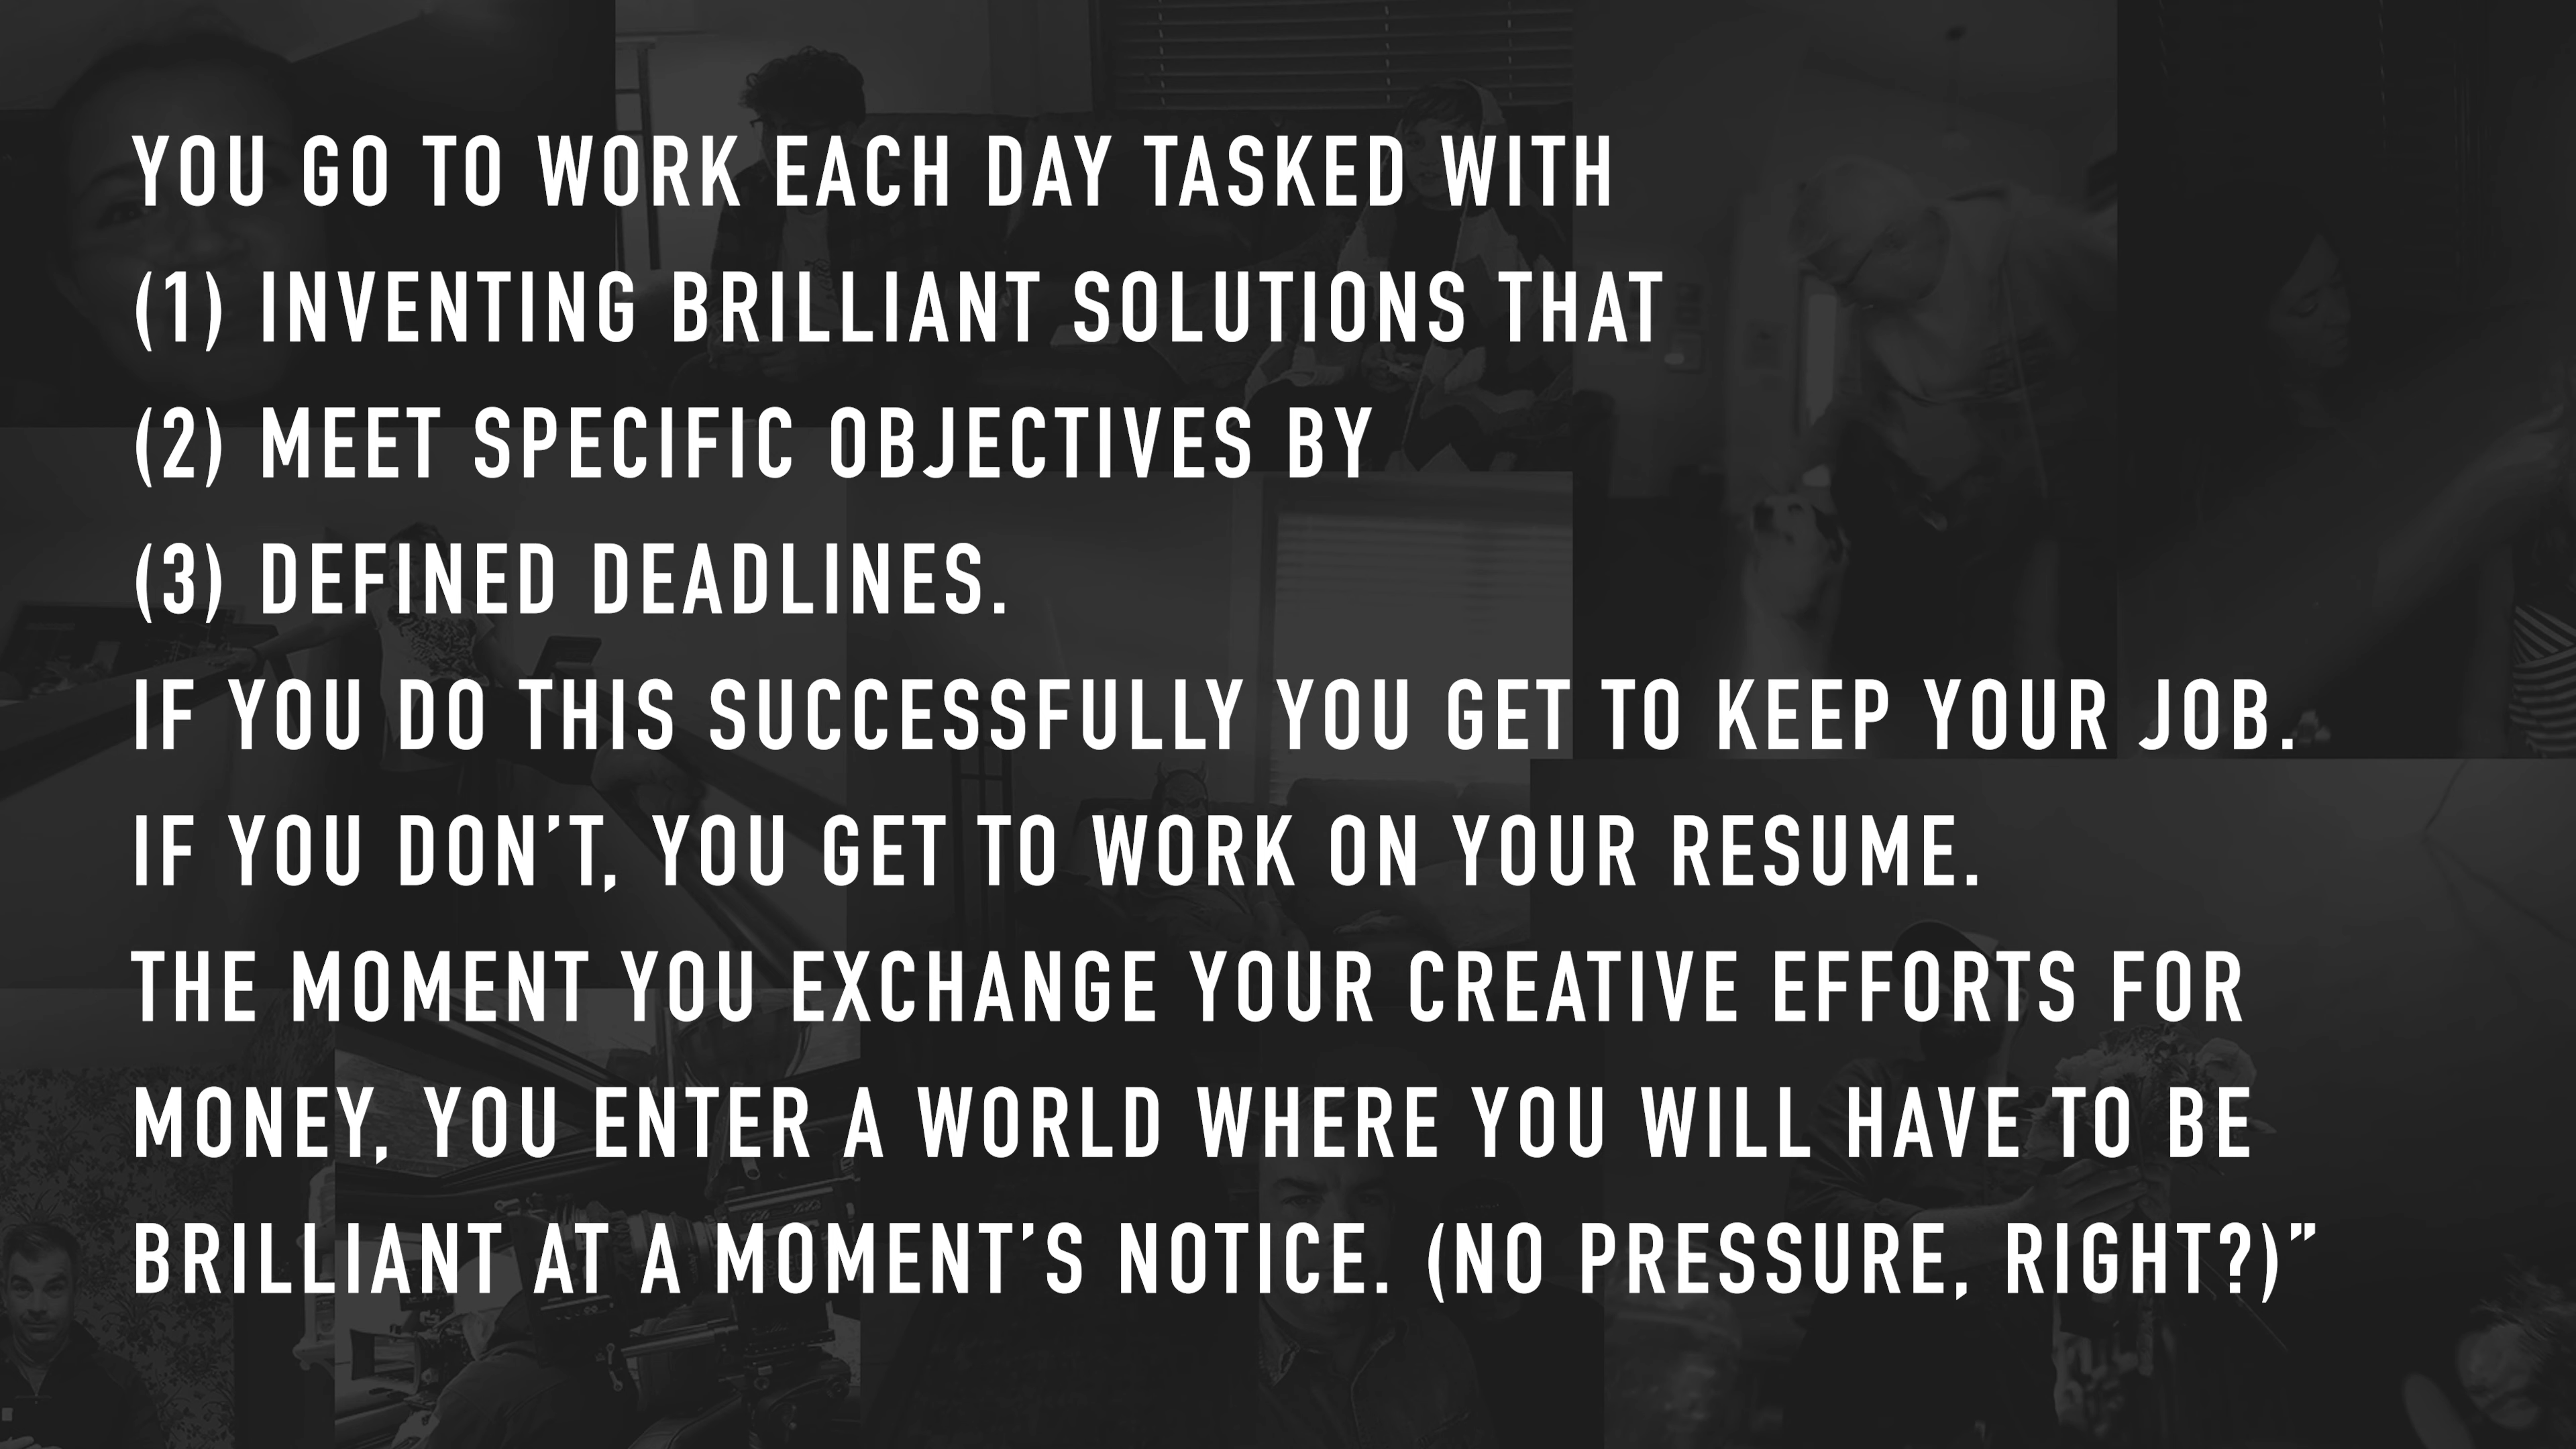 YOU GO TO WORK EACH DAY TASKED WITH
(1) INVENTING BRILLIANT SOLUTIONS THAT
(2) MEET SPECIFIC OBJECTIVES BY
(3) DEFINED DEADLINES.
IF YOU DO THIS SUCCESSFULLY YOU GET TO KEEP YOUR JOB.
IF YOU DON’T, YOU GET TO WORK ON YOUR RESUME.
THE MOMENT YOU EXCHANGE YOUR CREATIVE EFFORTS FOR
MONEY, YOU ENTER A WORLD WHERE YOU WILL HAVE TO BE
BRILLIANT AT A MOMENT’S NOTICE. (NO PRESSURE, RIGHT?)”